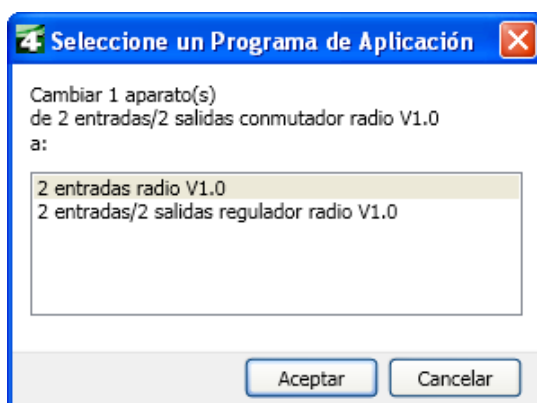 4 Seleccione un Programa de Aplicación
Cambiar 1 aparato(s)
de 2 entradas/2 salidas conmutador radio V1.0
a:
2 entradas radio V1.0
2 entradas/2 salidas regulador radio V1.0
Aceptar
Cancelar